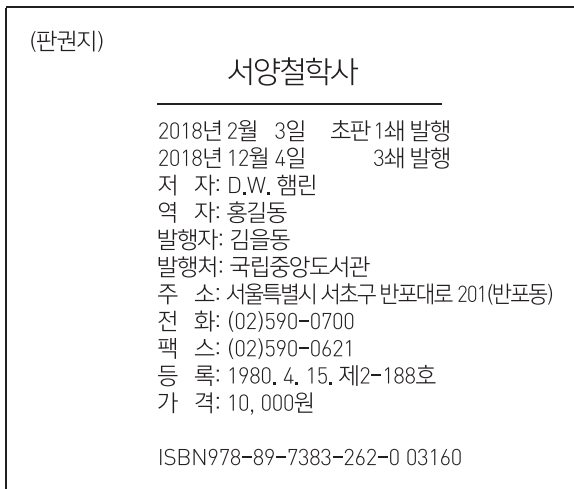 (판권지)
서양철학사
2018년 2월 3일 초판 1쇄 발행
2018년 12월 4일 3쇄 발행
저 자: D.W. 햄린
역 자: 홍길동
발행자: 김을동
발행처: 국립중앙도서관
주 소: 서울특별시 서초구 반포대로 201(반포동)
전 화: (02)590-0700
팩 스: (02)590-0621
등 록: 1980. 4. 15. 제2-188호
가 격: 10, 000원
ISBN978-89-7383-262-0 03160